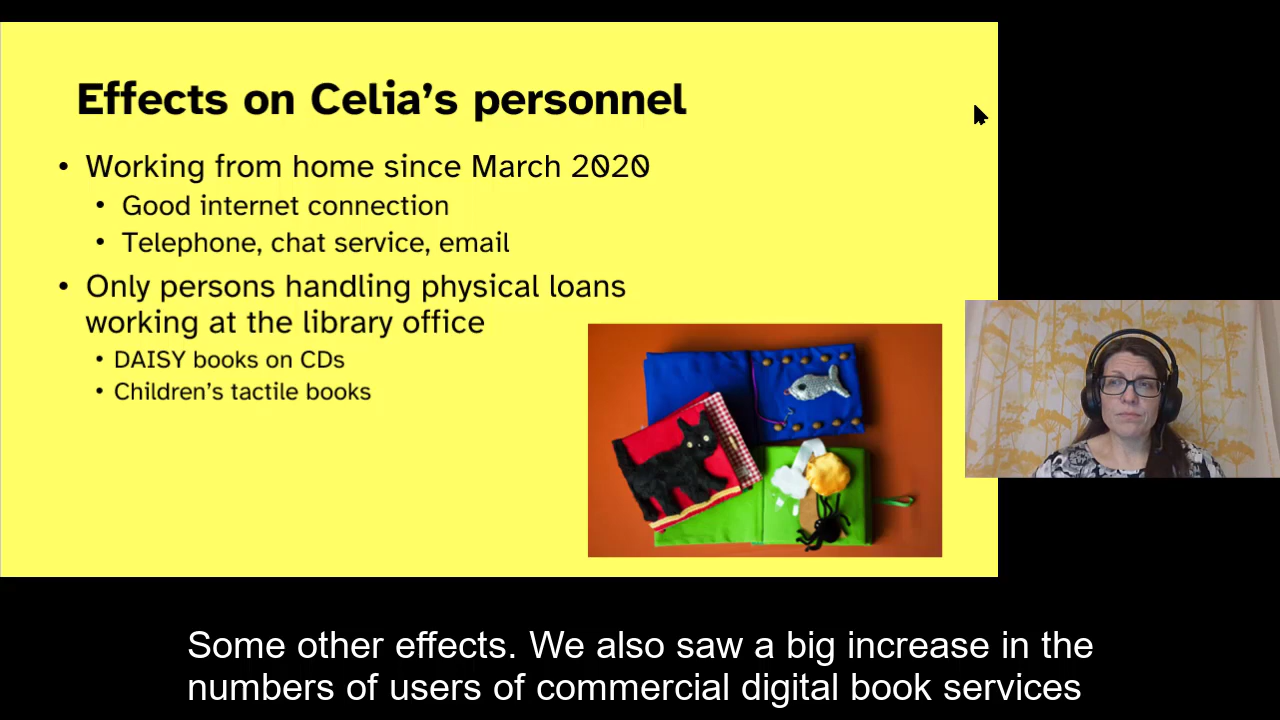 Effects on Celia’s personnel
• Working from home since March 2020
• Good internet connection
• Telephone, chat service, email
• Only persons handling physical loans
working at the library office
• DAISY books on CDs
• Children’s tactile books
Some other effects. We also saw a big increase in the
numbers of users of commercial digital book services